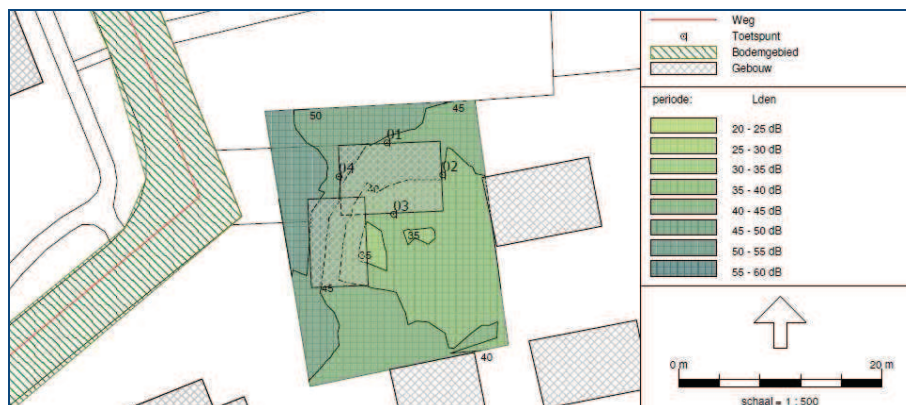 50
45
01
04
02
40
03
35
35
45
40
Weg
Toetspunt
Bodemgebied
Gebouw
periode: Lden
20 - 25 dB
25 - 30 dB
30 - 35 dB
35 - 40 dB
40 - 45 dB
45 - 50 dB
50 - 55 dB
55 - 60 dB
0 m 20 m
schaal = 1 : 500